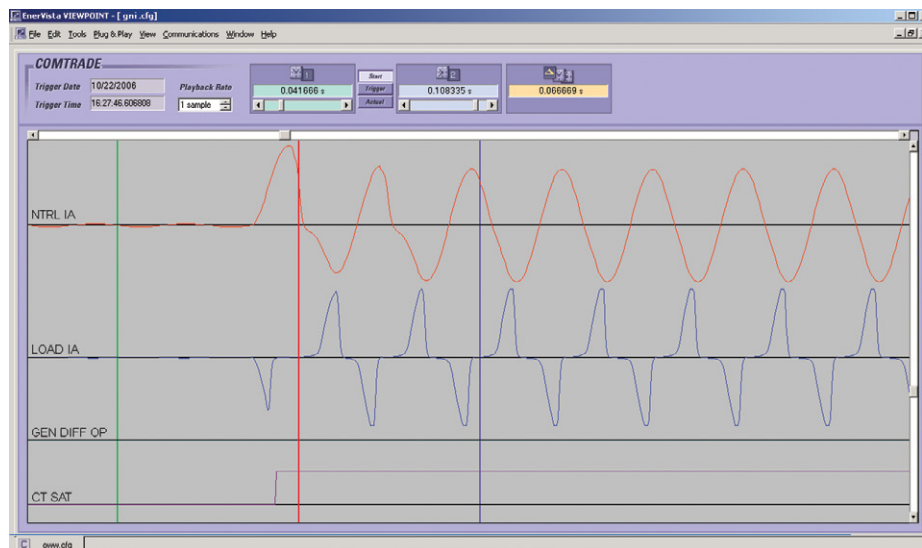 EnerVista VIEWPOINT - [ gni .cfg]
File Edit Tools Plug & Play View Communications Window Help
COMTRADE
Trigger Date 10/22/2006
Trigger Time 16:27:46.606808
Playback Rate
1 sample
1
0.041666 s
Start
Trigger
Actual
2
0.108335 s
0.066669 s
NTRL IA
LOAD IA
GEN DIFF OP
CT SAT
C